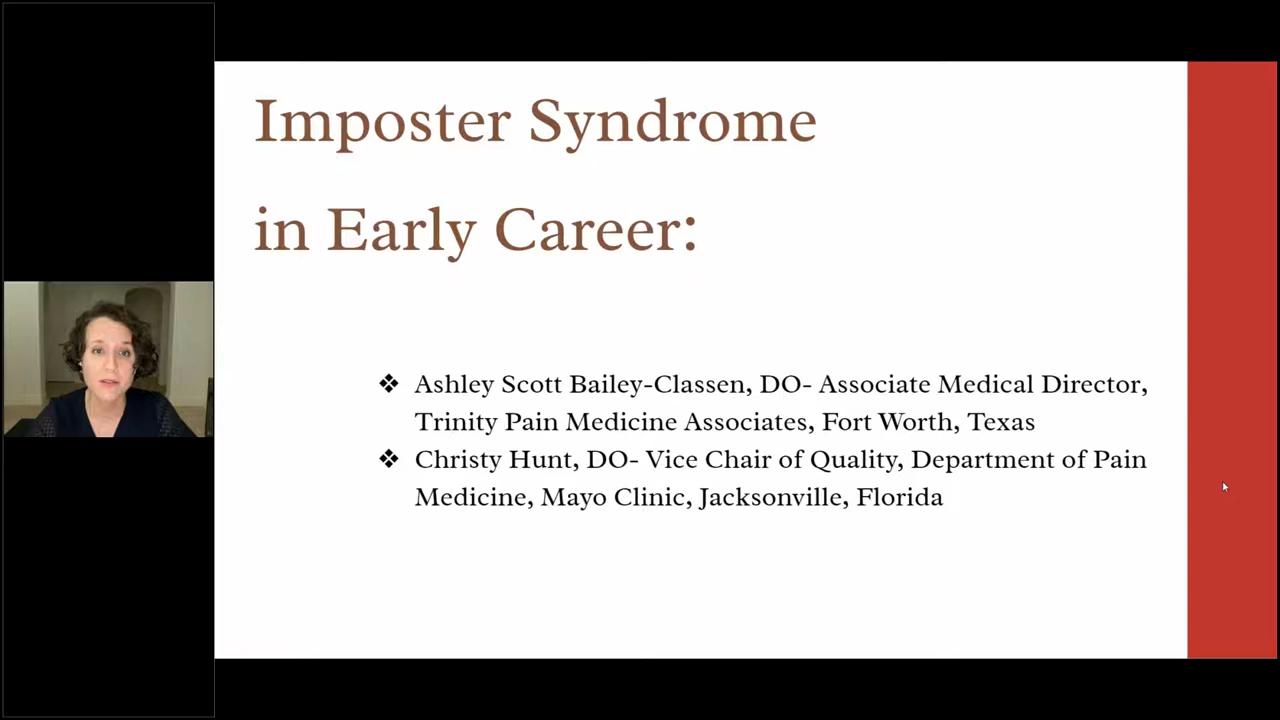 Imposter Syndrome
in Early Career:
❖ Ashley Scott Bailey-Classen, DO- Associate Medical Director,
Trinity Pain Medicine Associates, Fort Worth, Texas
❖ Christy Hunt, DO- Vice Chair of Quality, Department of Pain
Medicine, Mayo Clinic, Jacksonville, Florida